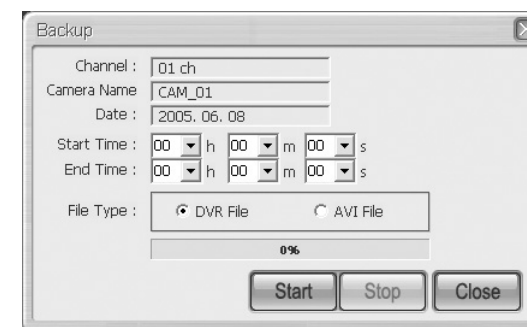 Backup
Channel : 01 ch
Camera Name CAM_01
Date : 2005. 06. 08
Start Time : 00 h 00 m 00 s
End Time : 00 h 00 m 00 s
File Type : DVR File AVI File
0%
Start Stop Close